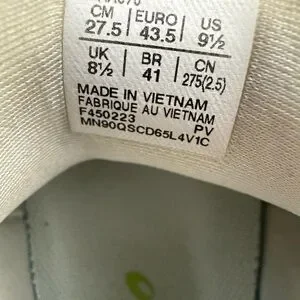 CM EURO US
27.5 43.5 9½
UK BR CN
8½ 41 275(2.5)
MADE IN VIETNAM
FABRIQUE AU VIETNAM
F450223 PV
MN90QSCD65L4V1C